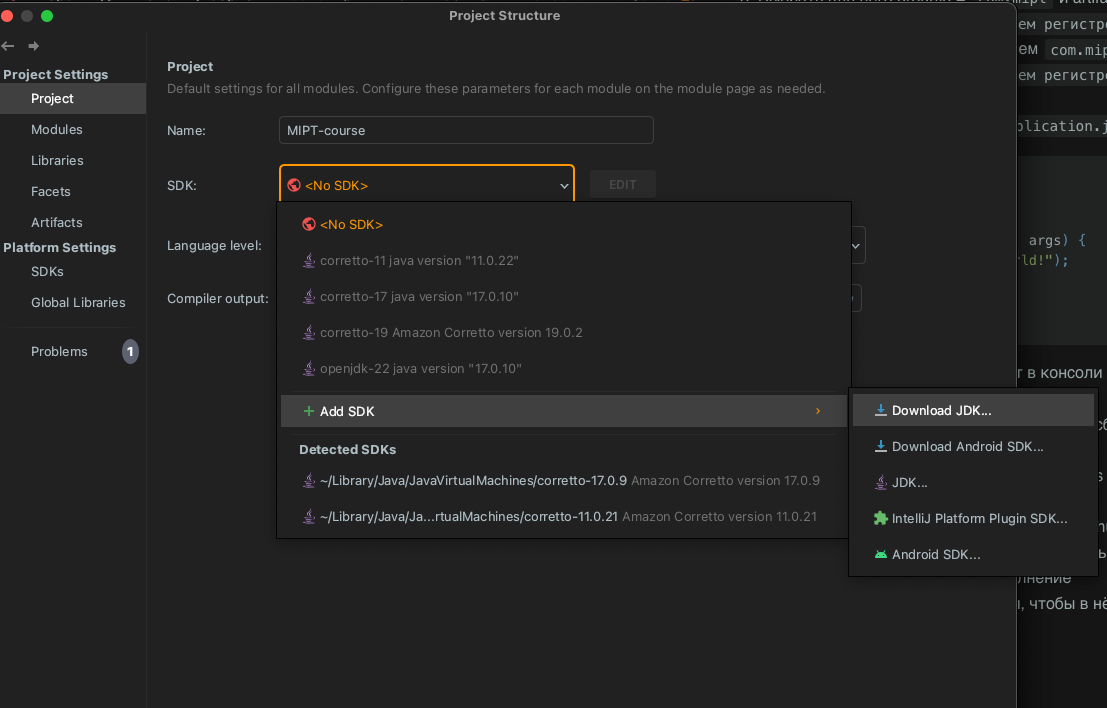 Project Structure
Project Settings
Project
Modules
Libraries
Facets
Artifacts
Platform Settings
SDKs
Global Libraries
Problems
1
Project
Default settings for all modules. Configure these parameters for each module on the module page as needed.
Name:
MIPT-course
SDK:
<No SDK>
EDIT
<No SDK>
Language level:
corretto-11 java version "11.0.22"
corretto-17 java version "17.0.10"
Compiler output:
corretto-19 Amazon Corretto version 19.0.2
openjdk-22 java version "17.0.10"
Add SDK
Detected SDKs
~/Library/Java/JavaVirtualMachines/corretto-17.0.9 Amazon Corretto version 17.0.9
~/Library/Java/Ja...rtualMachines/corretto-11.0.21 Amazon Corretto version 11.0.21
Download JDK...
Download Android SDK...
JDK...
IntelliJ Platform Plugin SDK...
Android SDK...
ем регистро
ем com.mip
ем регистро
plication.j
args) {
rld!");
т в консоли
лнение
, чтобы в нё